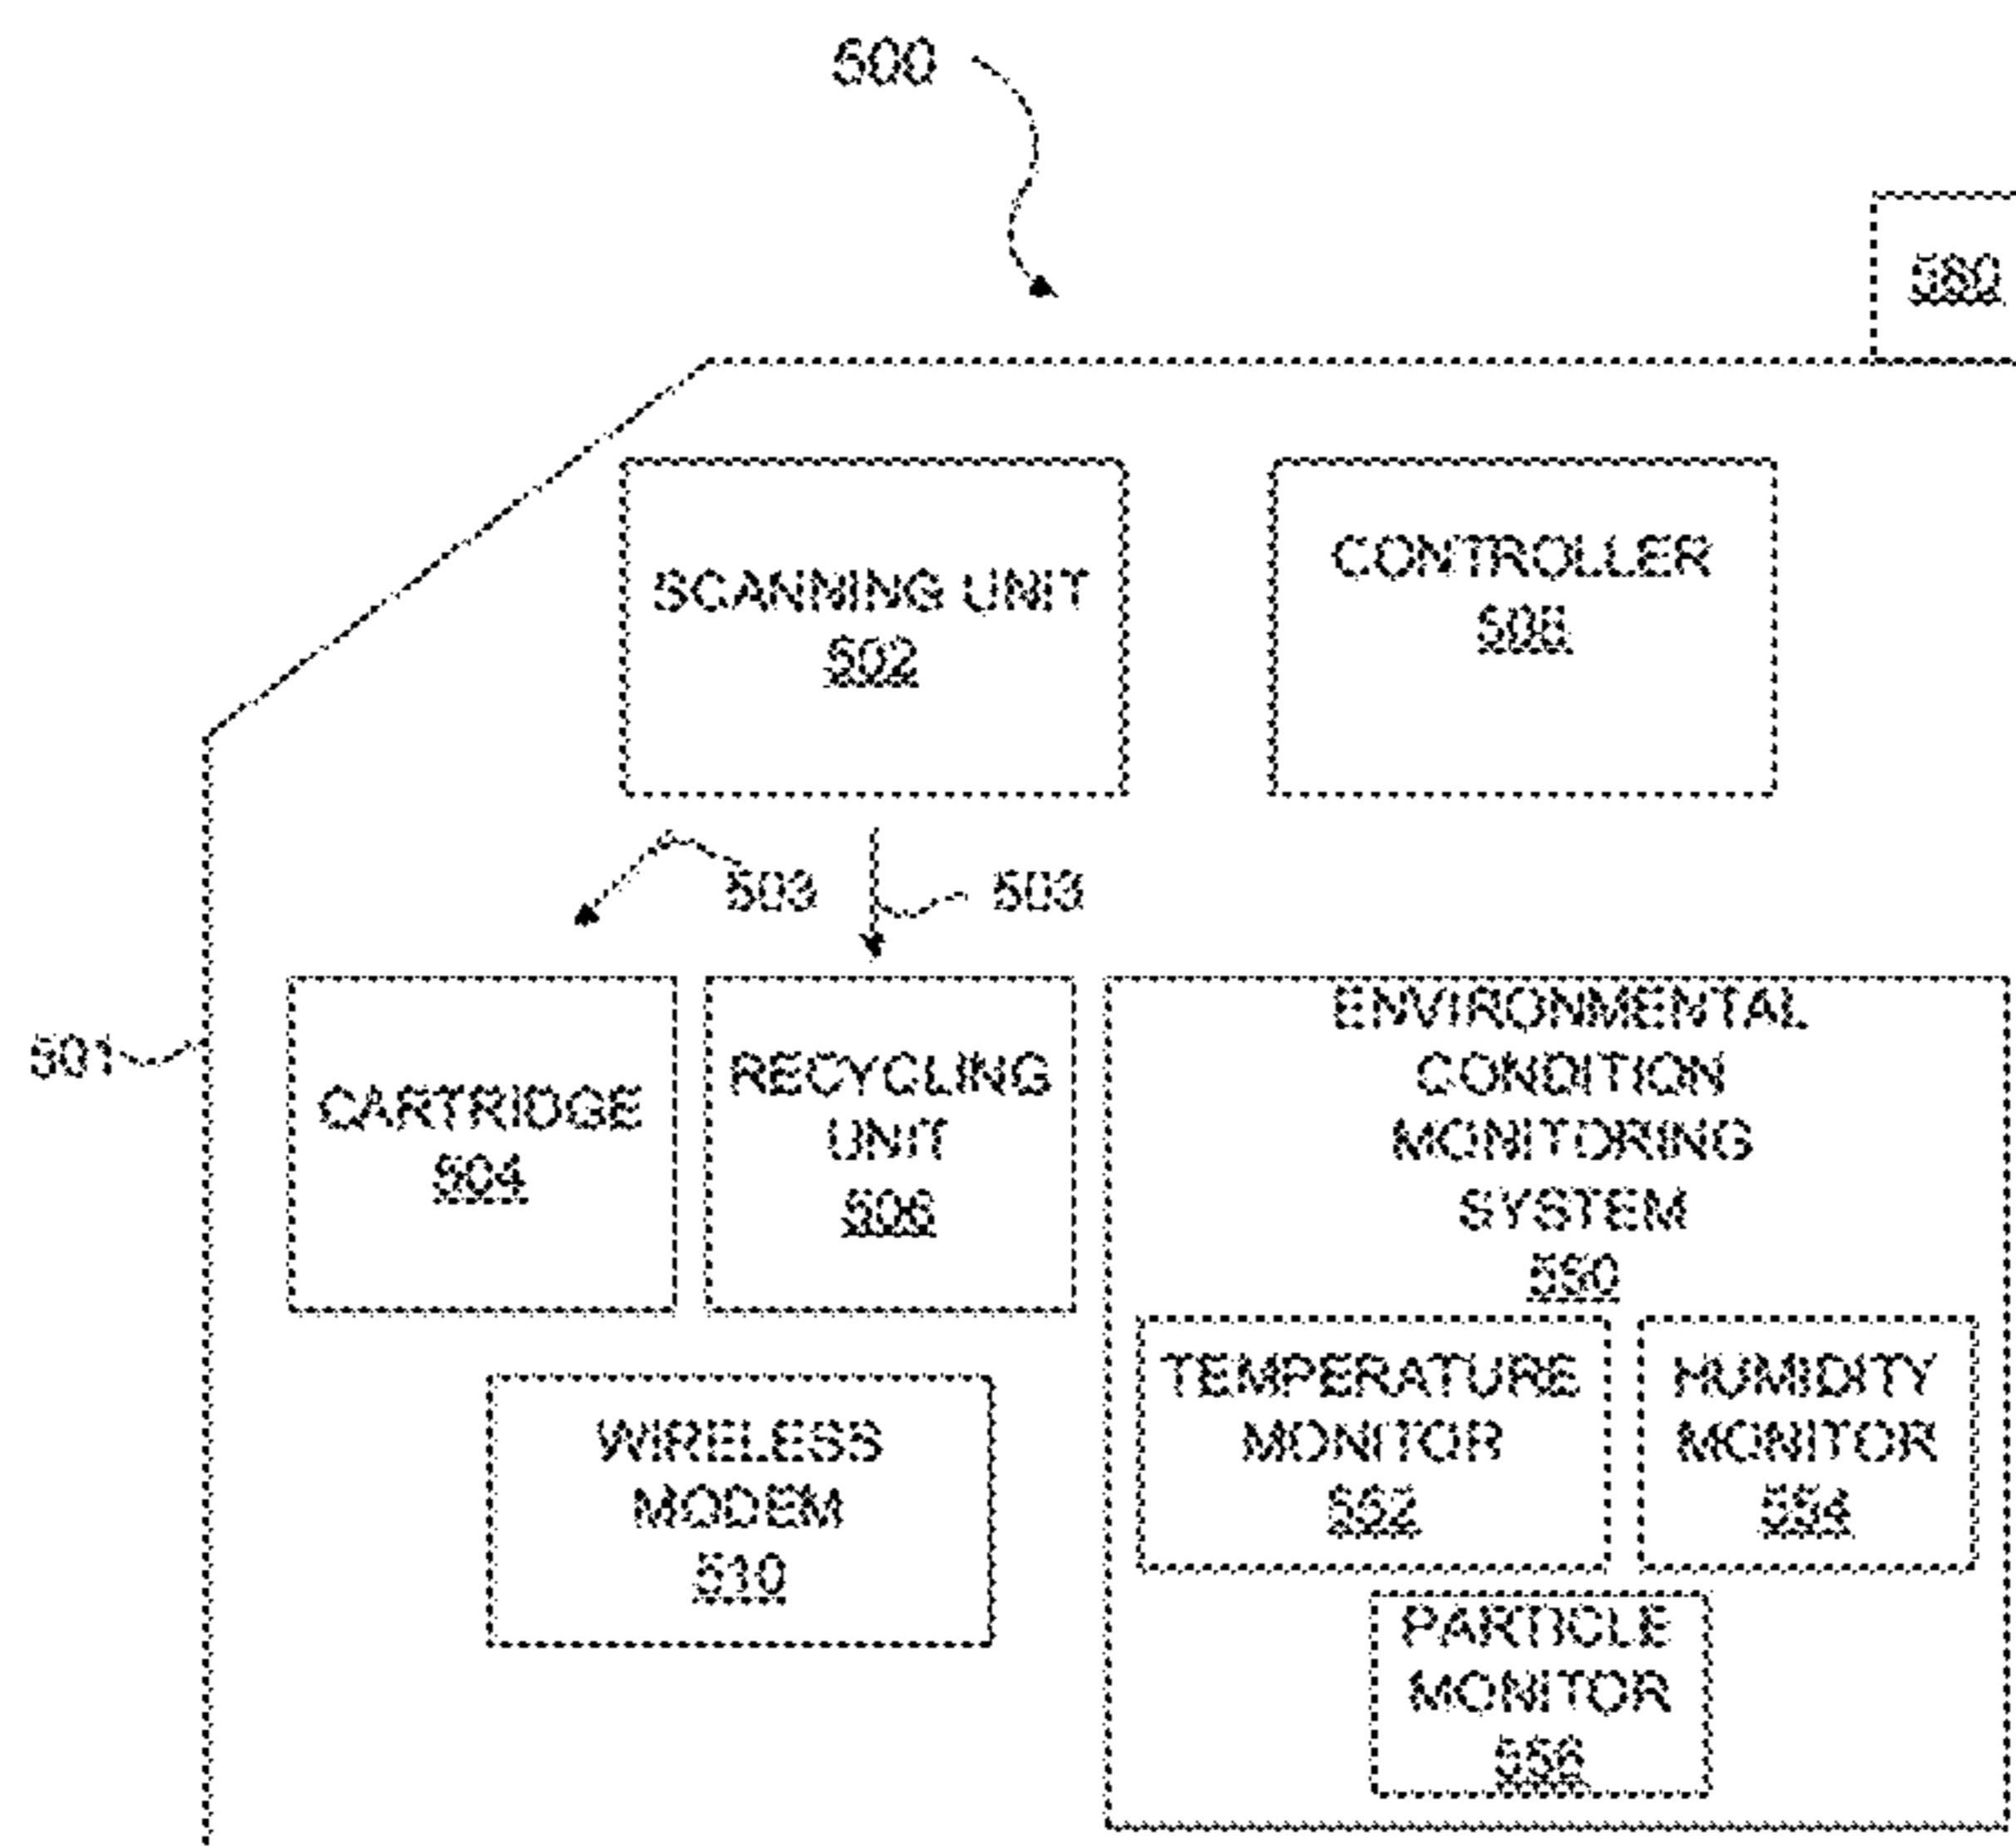 500
580
SCANNING UNIT
502
CONTROLLER
508
503
503
501
CARTRIDGE
504
RECYCLING
UNIT
506
ENVIRONMENTAL
CONDITION
MONITORING
SYSTEM
550
TEMPERATURE
MONITOR
552
HUMIDITY
MONITOR
554
WIRELESS
MODEM
510
PARTICLE
MONITOR
556